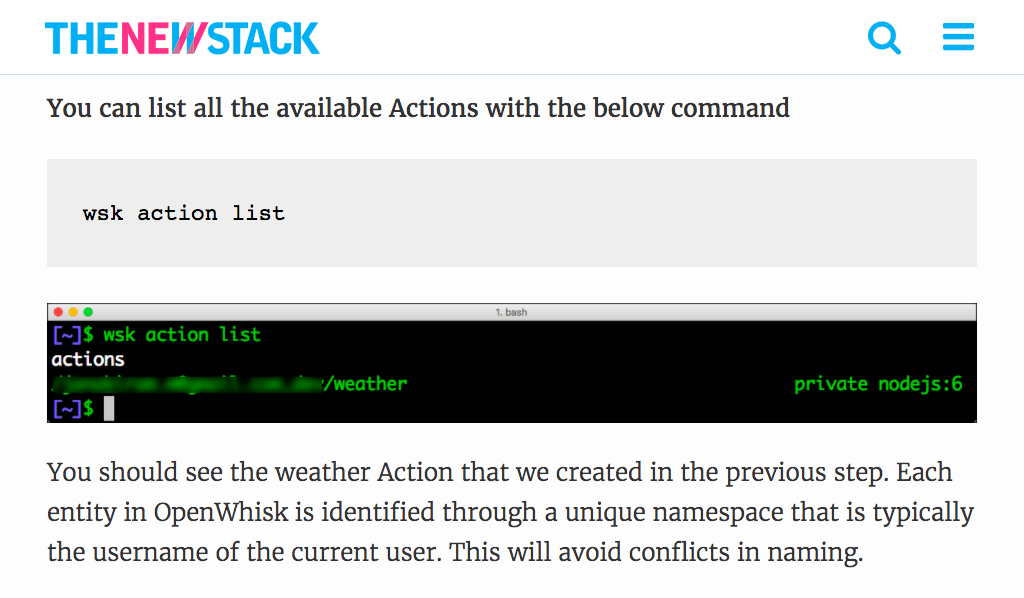 THENEWSTACK
You can list all the available Actions with the below command
wsk action list
1. bash
[~]$ wsk action list
actions
/weather private nodejs:6
[~]$
You should see the weather Action that we created in the previous step. Each
entity in OpenWhisk is identified through a unique namespace that is typically
the username of the current user. This will avoid conflicts in naming.